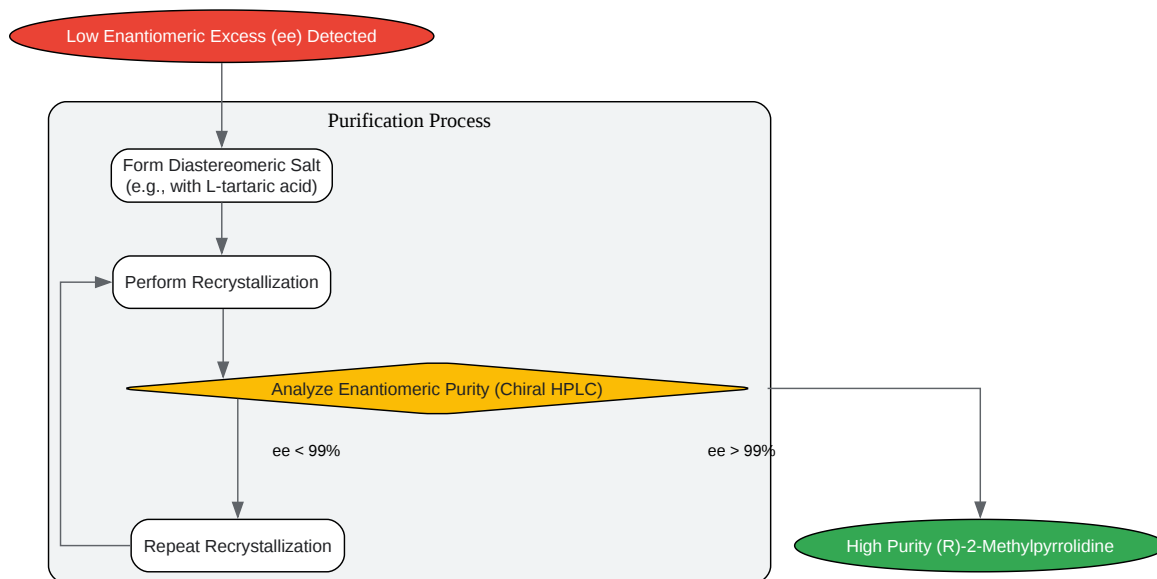 Low Enantiomeric Excess (ee) Detected
Purification Process
Form Diastereomeric Salt
(e.g., with L-tartaric acid)
Perform Recrystallization
Analyze Enantiomeric Purity (Chiral HPLC)
ee < 99%
ee > 99%
Repeat Recrystallization
High Purity (R)-2-Methylpyrrolidine